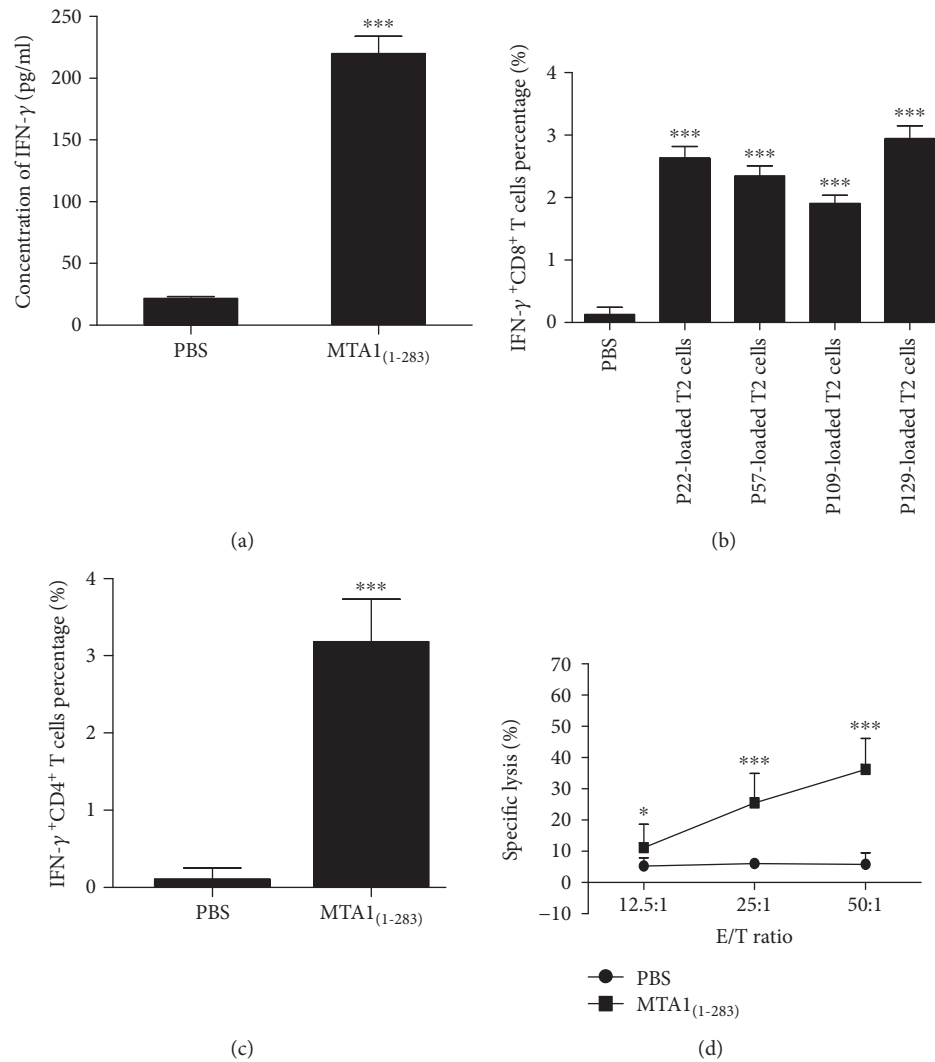 250
200
150
100
50
0
Concentration of IFN-γ (pg/ml)
***
PBS
MTA1(1-283)
(a)
4
3
2
1
0
IFN-γ +CD8+ T cells percentage (%)
***
***
***
***
PBS
P22-loaded T2 cells
P57-loaded T2 cells
P109-loaded T2 cells
P129-loaded T2 cells
(b)
4
3
2
1
0
IFN-γ +CD4+ T cells percentage (%)
***
PBS
MTA1(1-283)
(c)
70
60
50
40
30
20
10
0
−10
Specific lysis (%)
*
***
***
12.5:1
25:1
50:1
E/T ratio
PBS
MTA1(1-283)
(d)